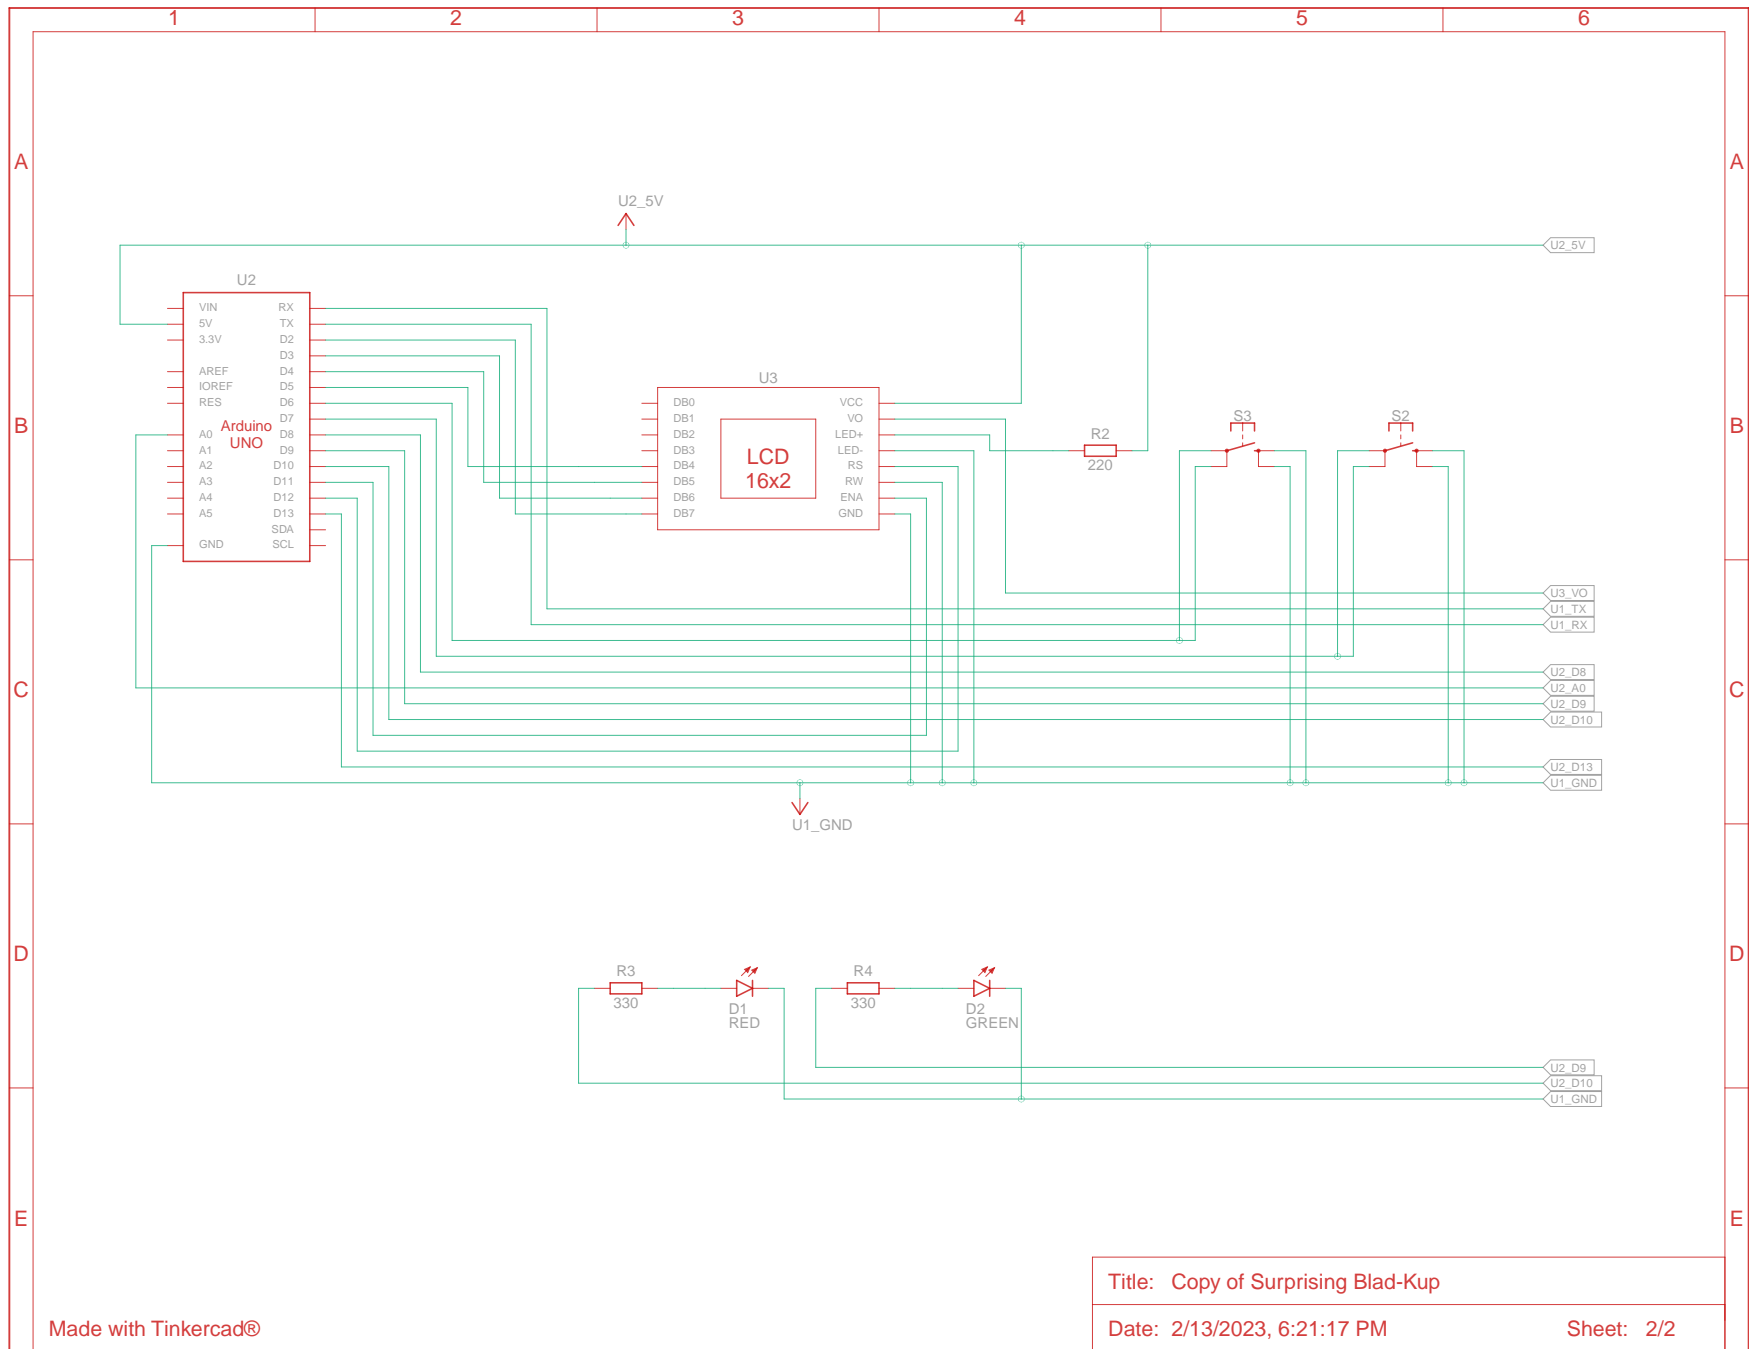 1 2 3 4 5 6
A A
U2_5V
U2_5V
U2
VIN RX
5V TX
3.3V D2
D3
AREF D4
IOREF D5
RES D6
D7
A0 D8
A1 D9
A2 D10
A3 D11
A4 D12
A5 D13
SDA
GND SCL
Arduino
UNO
U3
DB0 VCC
DB1 VO
DB2 LED+
DB3 LED-
DB4 RS
DB5 RW
DB6 ENA
DB7 GND
LCD
16x2
R2
220
S3
S2
B B
U3_VO
U1_TX
U1_RX
U2_D8
U2_A0
U2_D9
U2_D10
U2_D13
U1_GND
C C
U1_GND
D D
R3
330
D1
RED
R4
330
D2
GREEN
U2_D9
U2_D10
U1_GND
E E
Title: Copy of Surprising Blad-Kup
Made with Tinkercad®
Date: 2/13/2023, 6:21:17 PM Sheet: 2/2